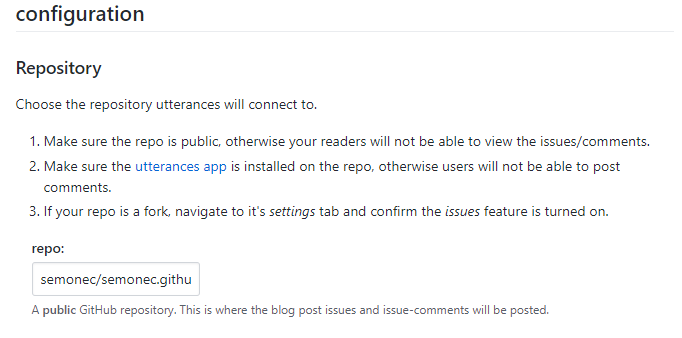 configuration
Repository
Choose the repository utterances will connect to.
1. Make sure the repo is public, otherwise your readers will not be able to view the issues/comments.
2. Make sure the utterances app is installed on the repo, otherwise users will not be able to post
comments.
3. If your repo is a fork, navigate to it's settings tab and confirm the issues feature is turned on.
repo:
semonec/semonec.githu
A public GitHub repository. This is where the blog post issues and issue-comments will be posted.